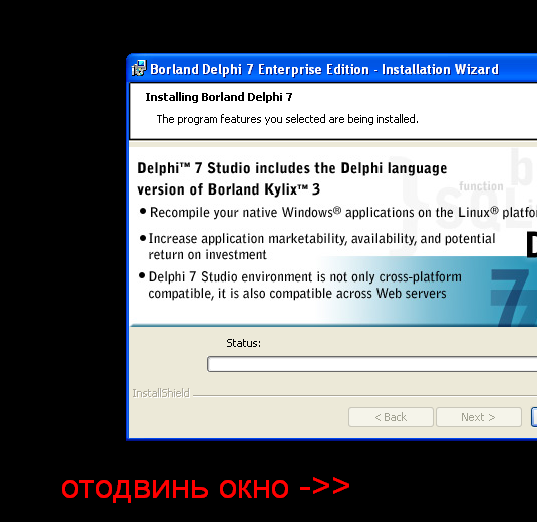 Borland Delphi 7 Enterprise Edition - Installation Wizard
Installing Borland Delphi 7
The program features you selected are being installed.
Delphi™ 7 Studio includes the Delphi language
version of Borland Kylix™ 3
function
• Recompile your native Windows® applications on the Linux® platfo
• Increase application marketability, availability, and potential
return on investment
• Delphi 7 Studio environment is not only cross-platform
compatible, it is also compatible across Web servers
7
Status:
InstallShield
< Back
Next >
отодвинь окно ->>